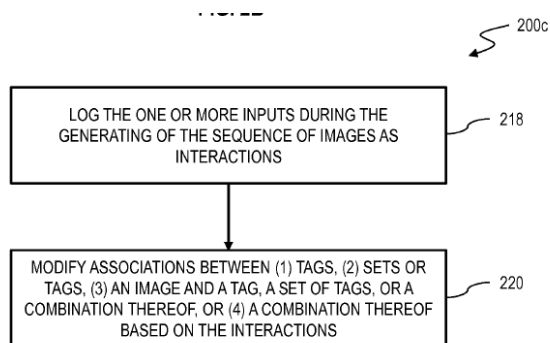 200c
LOG THE ONE OR MORE INPUTS DURING THE
GENERATING OF THE SEQUENCE OF IMAGES AS
INTERACTIONS
218
MODIFY ASSOCIATIONS BETWEEN (1) TAGS, (2) SETS OR
TAGS, (3) AN IMAGE AND A TAG, A SET OF TAGS, OR A
COMBINATION THEREOF, OR (4) A COMBINATION THEREOF
BASED ON THE INTERACTIONS
220